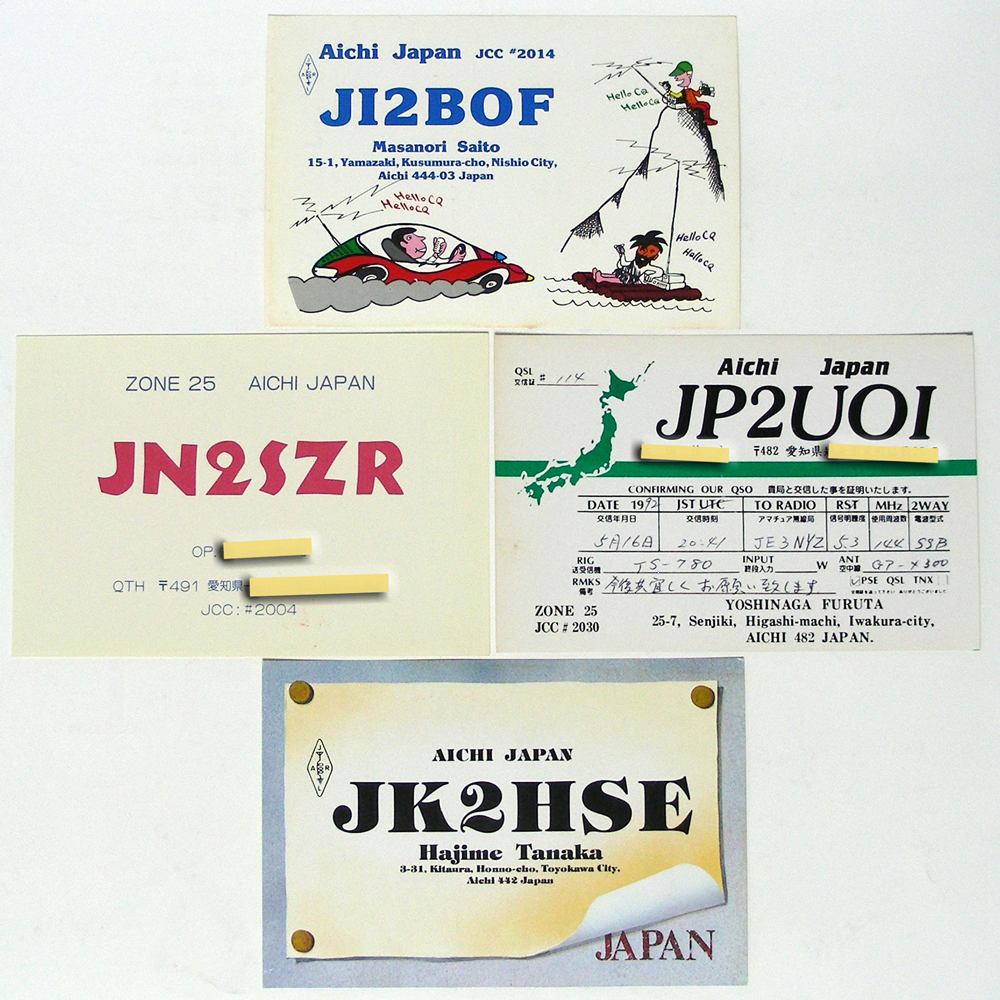 Aichi Japan JCC #2014
JI2BOF
Masanori Saito
15-1, Yamazaki, Kusumura-cho, Nishio City,
Aichi 444-03 Japan
Hello CQ
Hello CQ
Hello CQ
Hello CQ
Hello CQ
Hello CQ
ZONE 25 AICHI JAPAN
JN2SZR
OP.
QTH 〒491 愛知県
JCC:#2004
QSL
交信証 # 114
Aichi Japan
JP2UOI
〒482 愛知県
CONFIRMING OUR QSO 貴局と交信した事を証明いたします。
DATE 1992 JST UTC TO RADIO RST MHz 2WAY
交信年月日 交信時刻 アマチュア無線局 信号明瞭度 使用周波数 電波型式
5月16日 20:41 JE3NYZ 53 144 SSB
RIG
送受信機 TS-780 INPUT
終段入力 W ANT
空中線 GP-X300
RMKS
備考 今後共宜しくお願い致します
PSE QSL TNX
ZONE 25
JCC # 2030
YOSHINAGA FURUTA
25-7, Senjiki, Higashi-machi, Iwakura-city,
AICHI 482 JAPAN.
J
A R
L
AICHI JAPAN
JK2HSE
Hajime Tanaka
3-31, Kitaura, Honno-cho, Toyokawa City,
Aichi 442 Japan
JAPAN